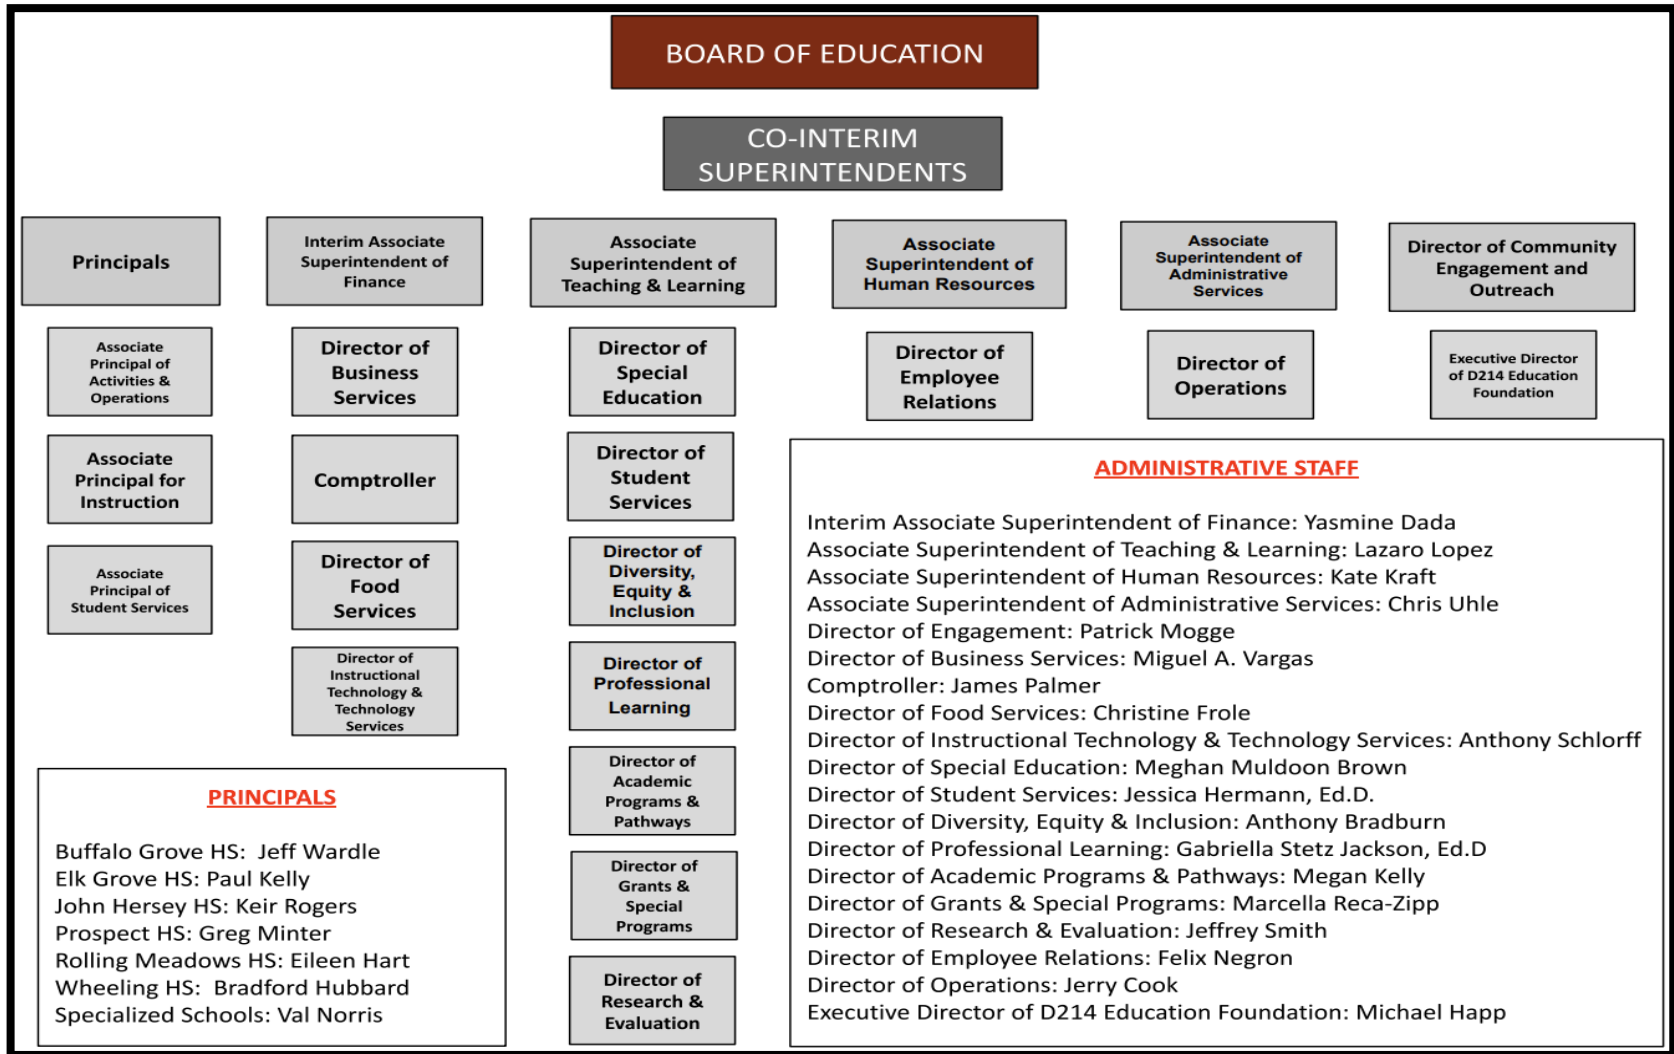 BOARD OF EDUCATION
CO-INTERIM
SUPERINTENDENTS
Principals
Interim Associate
Superintendent of
Finance
Associate
Superintendent of
Teaching & Learning
Associate
Superintendent of
Human Resources
Associate
Superintendent of
Administrative
Services
Director of Community
Engagement and
Outreach
Associate
Principal of
Activities &
Operations
Director of
Business
Services
Director of
Special
Education
Director of
Employee
Relations
Director of
Operations
Executive Director
of D214 Education
Foundation
Associate
Principal for
Instruction
Comptroller
Director of
Student
Services
Associate
Principal of
Student Services
Director of
Food
Services
Director of
Diversity,
Equity &
Inclusion
Director of
Instructional
Technology &
Technology
Services
Director of
Professional
Learning
Director of
Academic
Programs &
Pathways
Director of
Grants &
Special
Programs
Director of
Research &
Evaluation
PRINCIPALS
Buffalo Grove HS:  Jeff Wardle
Elk Grove HS: Paul Kelly
John Hersey HS: Keir Rogers
Prospect HS: Greg Minter
Rolling Meadows HS: Eileen Hart
Wheeling HS:  Bradford Hubbard
Specialized Schools: Val Norris
ADMINISTRATIVE STAFF
Interim Associate Superintendent of Finance: Yasmine Dada
Associate Superintendent of Teaching & Learning: Lazaro Lopez
Associate Superintendent of Human Resources: Kate Kraft
Associate Superintendent of Administrative Services: Chris Uhle
Director of Engagement: Patrick Mogge
Director of Business Services: Miguel A. Vargas
Comptroller: James Palmer
Director of Food Services: Christine Frole
Director of Instructional Technology & Technology Services: Anthony Schlorff
Director of Special Education: Meghan Muldoon Brown
Director of Student Services: Jessica Hermann, Ed.D.
Director of Diversity, Equity & Inclusion: Anthony Bradburn
Director of Professional Learning: Gabriella Stetz Jackson, Ed.D
Director of Academic Programs & Pathways: Megan Kelly
Director of Grants & Special Programs: Marcella Reca-Zipp
Director of Research & Evaluation: Jeffrey Smith
Director of Employee Relations: Felix Negron
Director of Operations: Jerry Cook
Executive Director of D214 Education Foundation: Michael Happ